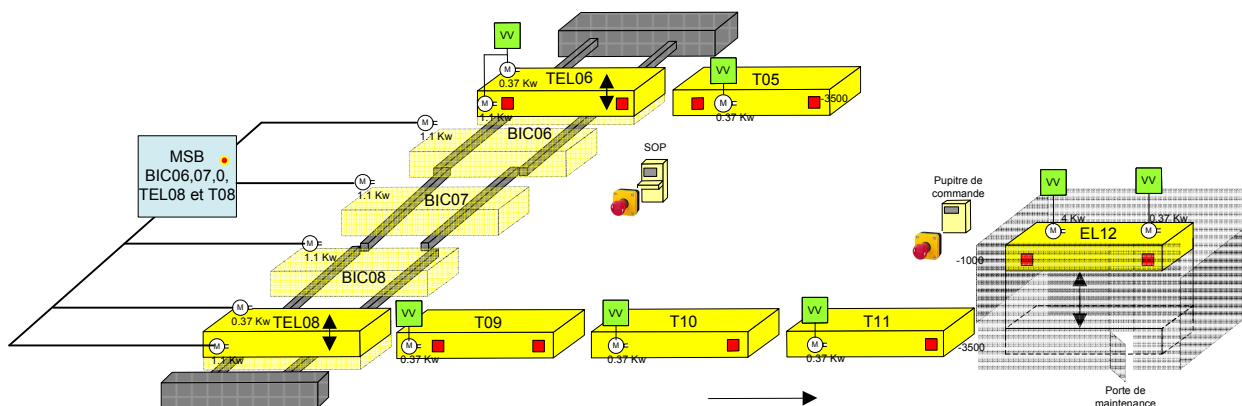 VV
M
0.37 Kw
TEL06
M
1.1 Kw
VV
T05
M
0.37 Kw
-3500
M
1.1 Kw
BIC06
MSB
BIC06,07,0,
TEL08 et T08
M
1.1 Kw
BIC07
SOP
Pupitre de
commande
VV
VV
M
4 Kw
M
0.37 Kw
EL12
-1000
M
1.1 Kw
BIC08
M
0.37 Kw
TEL08
M
1.1 Kw
VV
T09
M
0.37 Kw
VV
T10
M
0.37 Kw
VV
T11
M
0.37 Kw
-3500
Porte de
maintenance